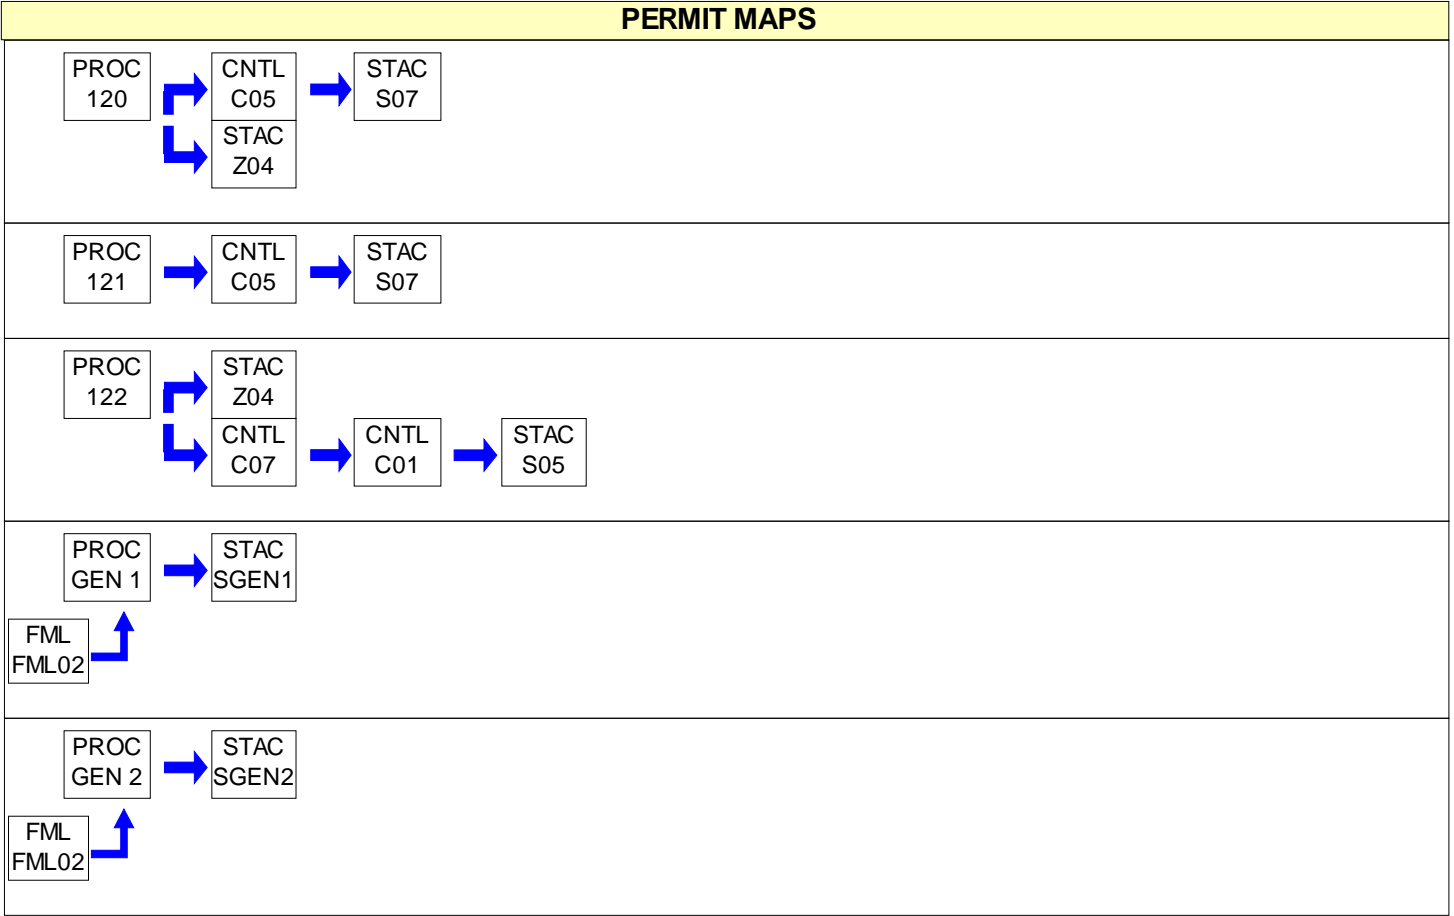 PERMIT MAPS
PROC
120
CNTL
C05
STAC
S07
STAC
Z04
PROC
121
CNTL
C05
STAC
S07
PROC
122
STAC
Z04
CNTL
C07
CNTL
C01
STAC
S05
PROC
GEN 1
STAC
SGEN1
FML
FML02
PROC
GEN 2
STAC
SGEN2
FML
FML02